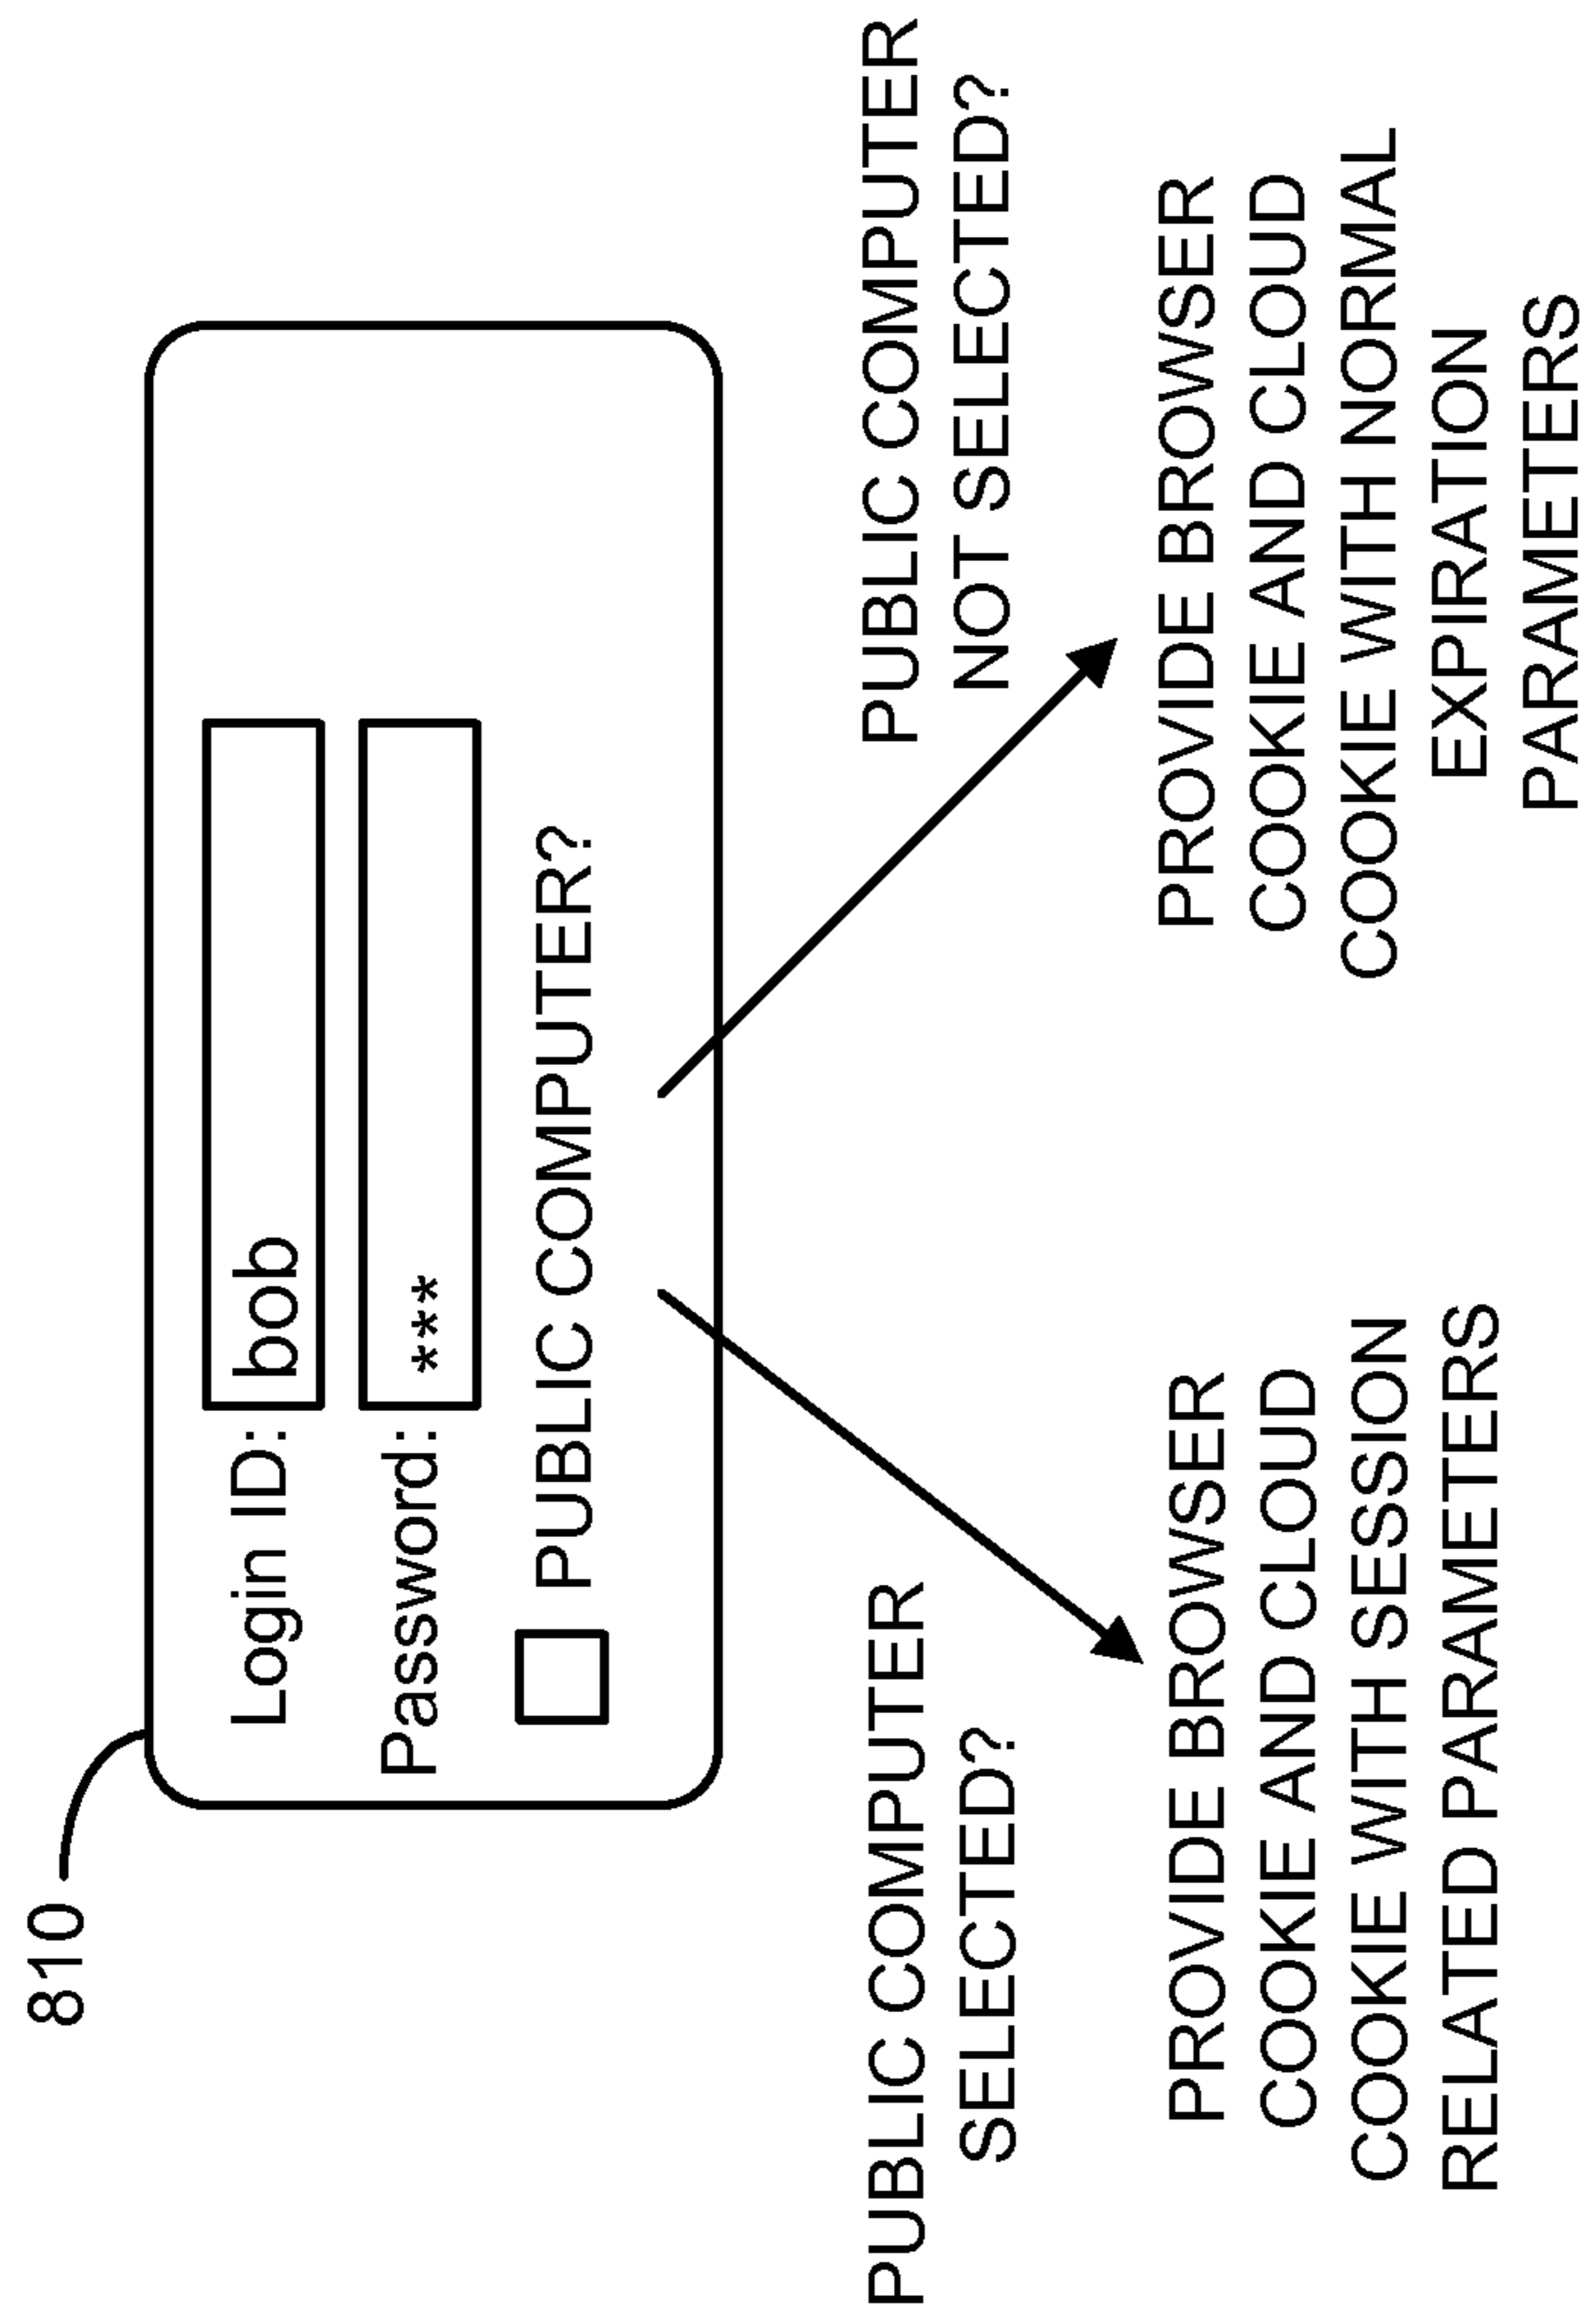 810
Login ID: bob
Password: ***
PUBLIC COMPUTER?
PUBLIC COMPUTER
SELECTED?
PROVIDE BROWSER
COOKIE AND CLOUD
COOKIE WITH SESSION
RELATED PARAMETERS
PUBLIC COMPUTER
NOT SELECTED?
PROVIDE BROWSER
COOKIE AND CLOUD
COOKIE WITH NORMAL
EXPIRATION
PARAMETERS